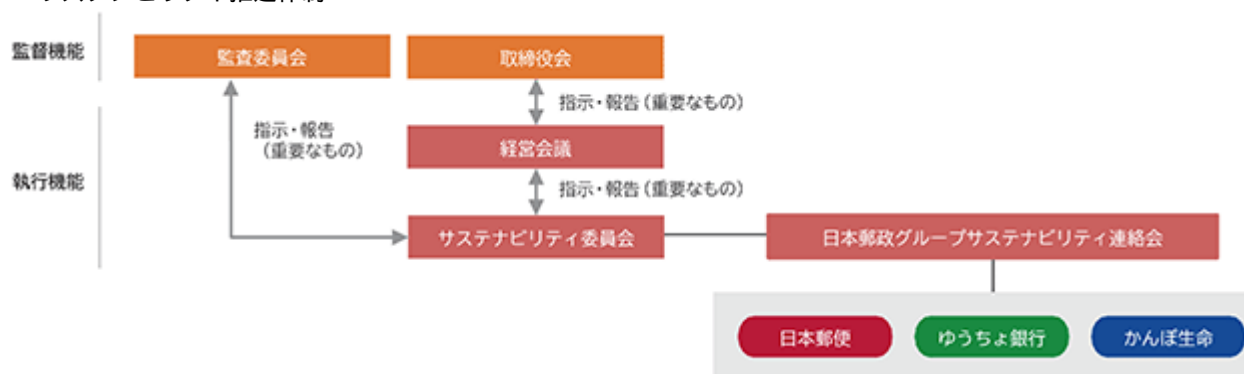 監督機能
監査委員会
取締役会
指示・報告（重要なもの）
指示・報告
（重要なもの）
経営会議
執行機能
指示・報告（重要なもの）
サステナビリティ委員会
日本郵政グループサステナビリティ連絡会
日本郵便
ゆうちょ銀行
かんぽ生命